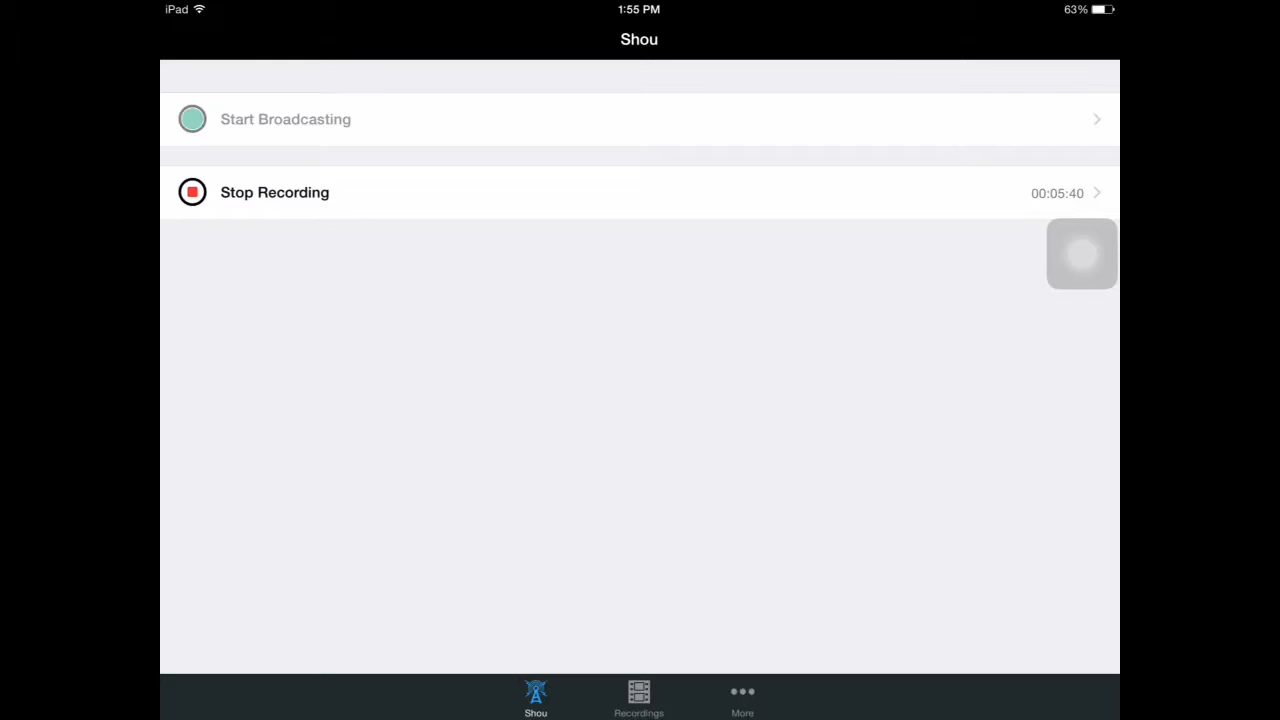 iPad
1:55 PM
63%
Shou
Start Broadcasting
Stop Recording
00:05:40
Shou
Recordings
More